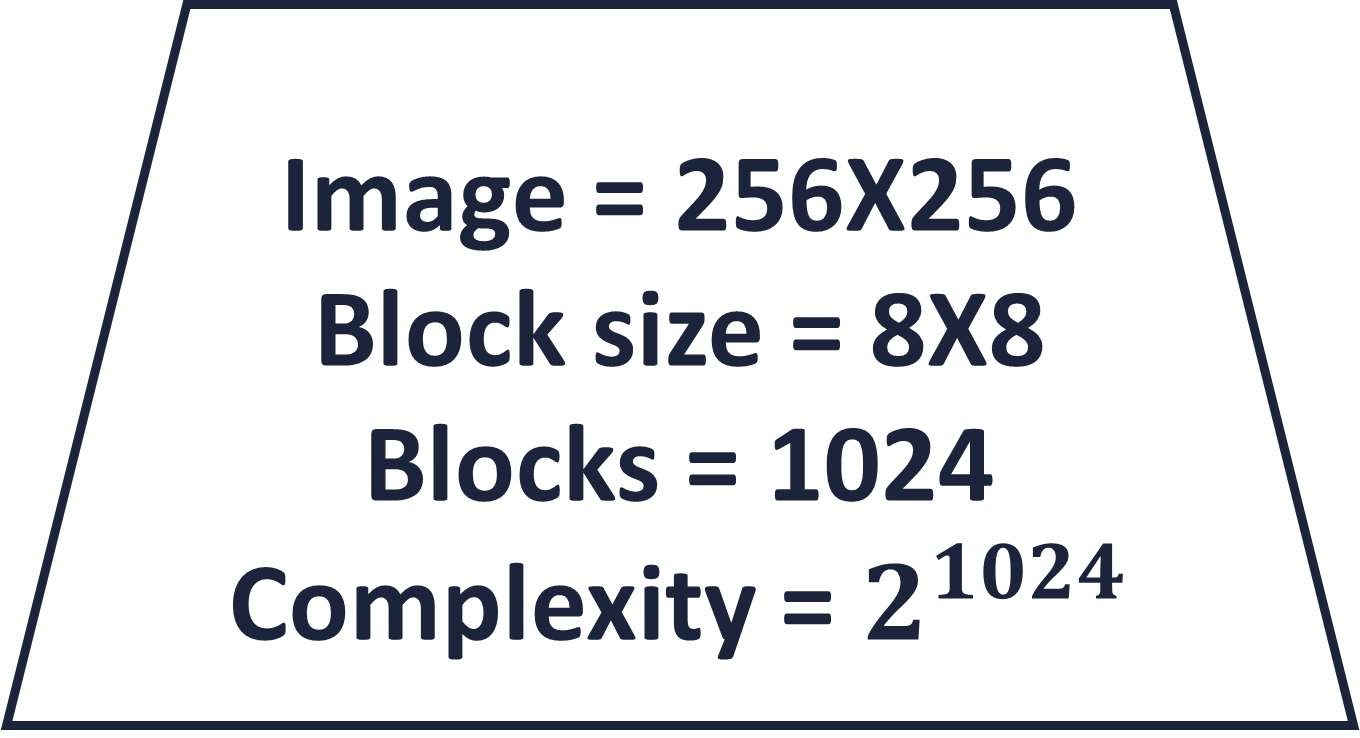 Image = 256X256
Block size = 8X8
Blocks = 1024
Complexity = 2^1024